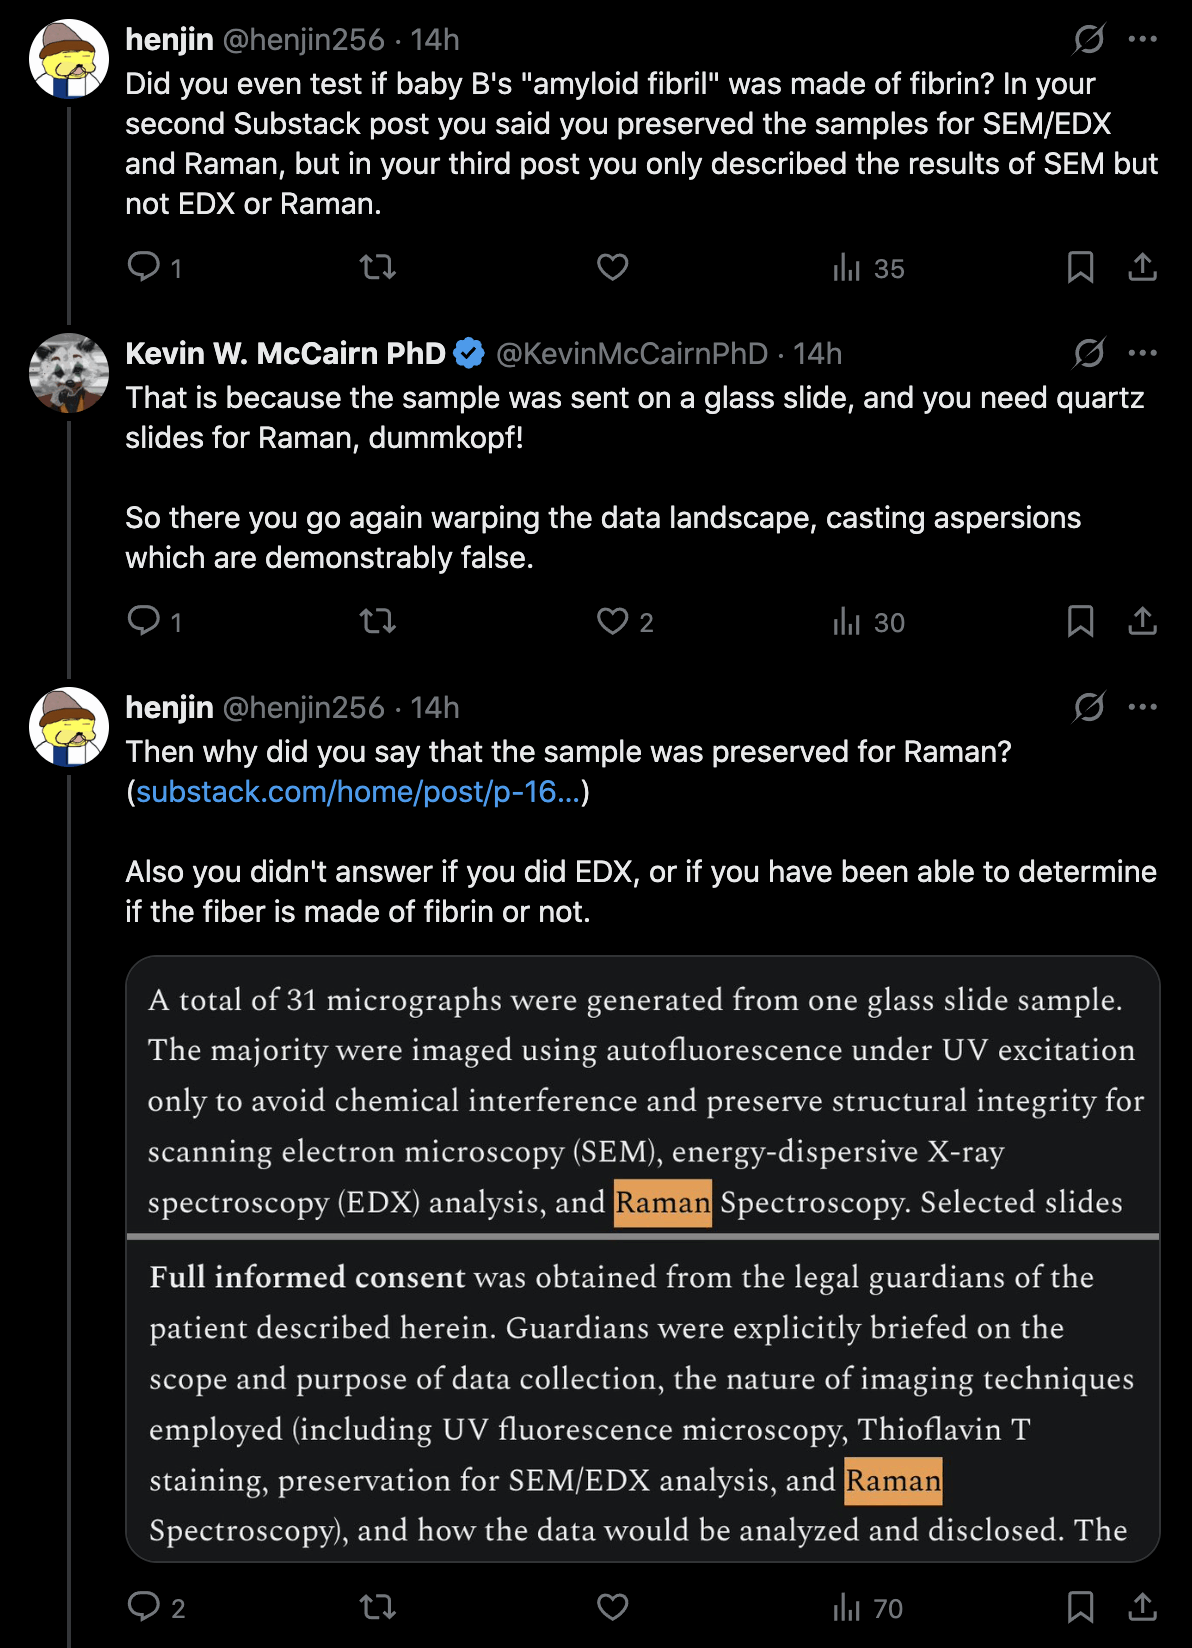 henjin @henjin256 · 14h
Did you even test if baby B's "amyloid fibril" was made of fibrin? In your
second Substack post you said you preserved the samples for SEM/EDX
and Raman, but in your third post you only described the results of SEM but
not EDX or Raman.
1 35
Kevin W. McCairn PhD @KevinMcCairnPhD · 14h
That is because the sample was sent on a glass slide, and you need quartz
slides for Raman, dummkopf!
So there you go again warping the data landscape, casting aspersions
which are demonstrably false.
1 2 30
henjin @henjin256 · 14h
Then why did you say that the sample was preserved for Raman?
(substack.com/home/post/p-16...)
Also you didn't answer if you did EDX, or if you have been able to determine
if the fiber is made of fibrin or not.
A total of 31 micrographs were generated from one glass slide sample.
The majority were imaged using autofluorescence under UV excitation
only to avoid chemical interference and preserve structural integrity for
scanning electron microscopy (SEM), energy-dispersive X-ray
spectroscopy (EDX) analysis, and Raman Spectroscopy. Selected slides
Full informed consent was obtained from the legal guardians of the
patient described herein. Guardians were explicitly briefed on the
scope and purpose of data collection, the nature of imaging techniques
employed (including UV fluorescence microscopy, Thioflavin T
staining, preservation for SEM/EDX analysis, and Raman
Spectroscopy), and how the data would be analyzed and disclosed. The
2 70